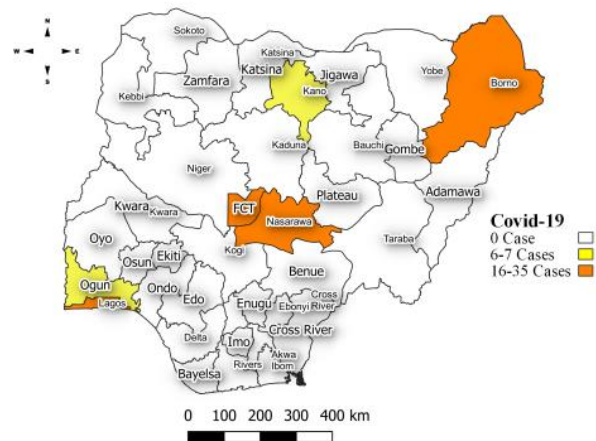 N
W E
S
Sokoto
Katsina
Katsina
Jigawa
Zamfara
Yobe
Borno
Kebbi
Kano
Kaduna
Bauchi
Gombe
Niger
Plateau
Adamawa
Kwara
Kwara
FCT
Nasarawa
Oyo
Kogi
Taraba
Osun
Ekiti
Benue
Ogun
Lagos
Ondo
Edo
Enugu
Cross
Ebonyi River
Cross River
Delta
Imo
Bayelsa
Rivers
Akwa
Ibom
Covid-19
0 Case
6-7 Cases
16-35 Cases
0 100 200 300 400 km